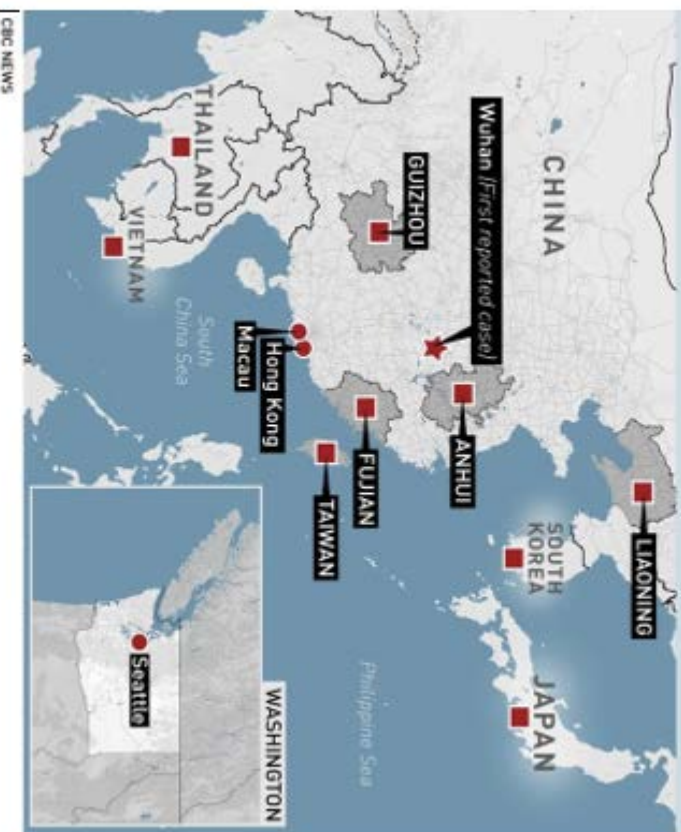 CHINA
LIAONING
Wuhan (First reported case)
SOUTH
KOREA
JAPAN
ANHUI
GUIZHOU
FUJIAN
TAIWAN
Hong Kong
Macau
THAILAND
VIETNAM
South
China Sea
Philippine Sea
WASHINGTON
Seattle
CBC NEWS